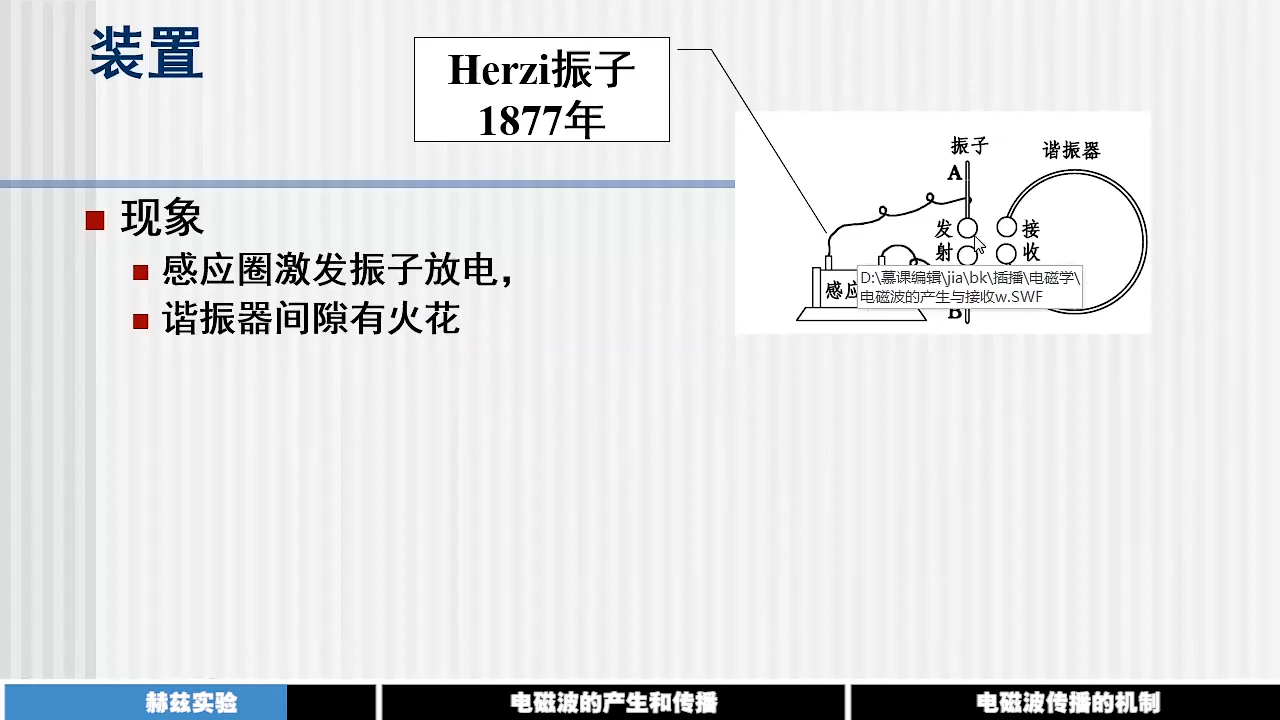 装置
Herzi振子
1877年
振子
谐振器
A
发
射
接
收
现象
感应圈激发振子放电，
谐振器间隙有火花
感应
D:\慕课编辑\jia\bk\插播\电磁学\
电磁波的产生与接收w.SWF
B
赫兹实验
电磁波的产生和传播
电磁波传播的机制